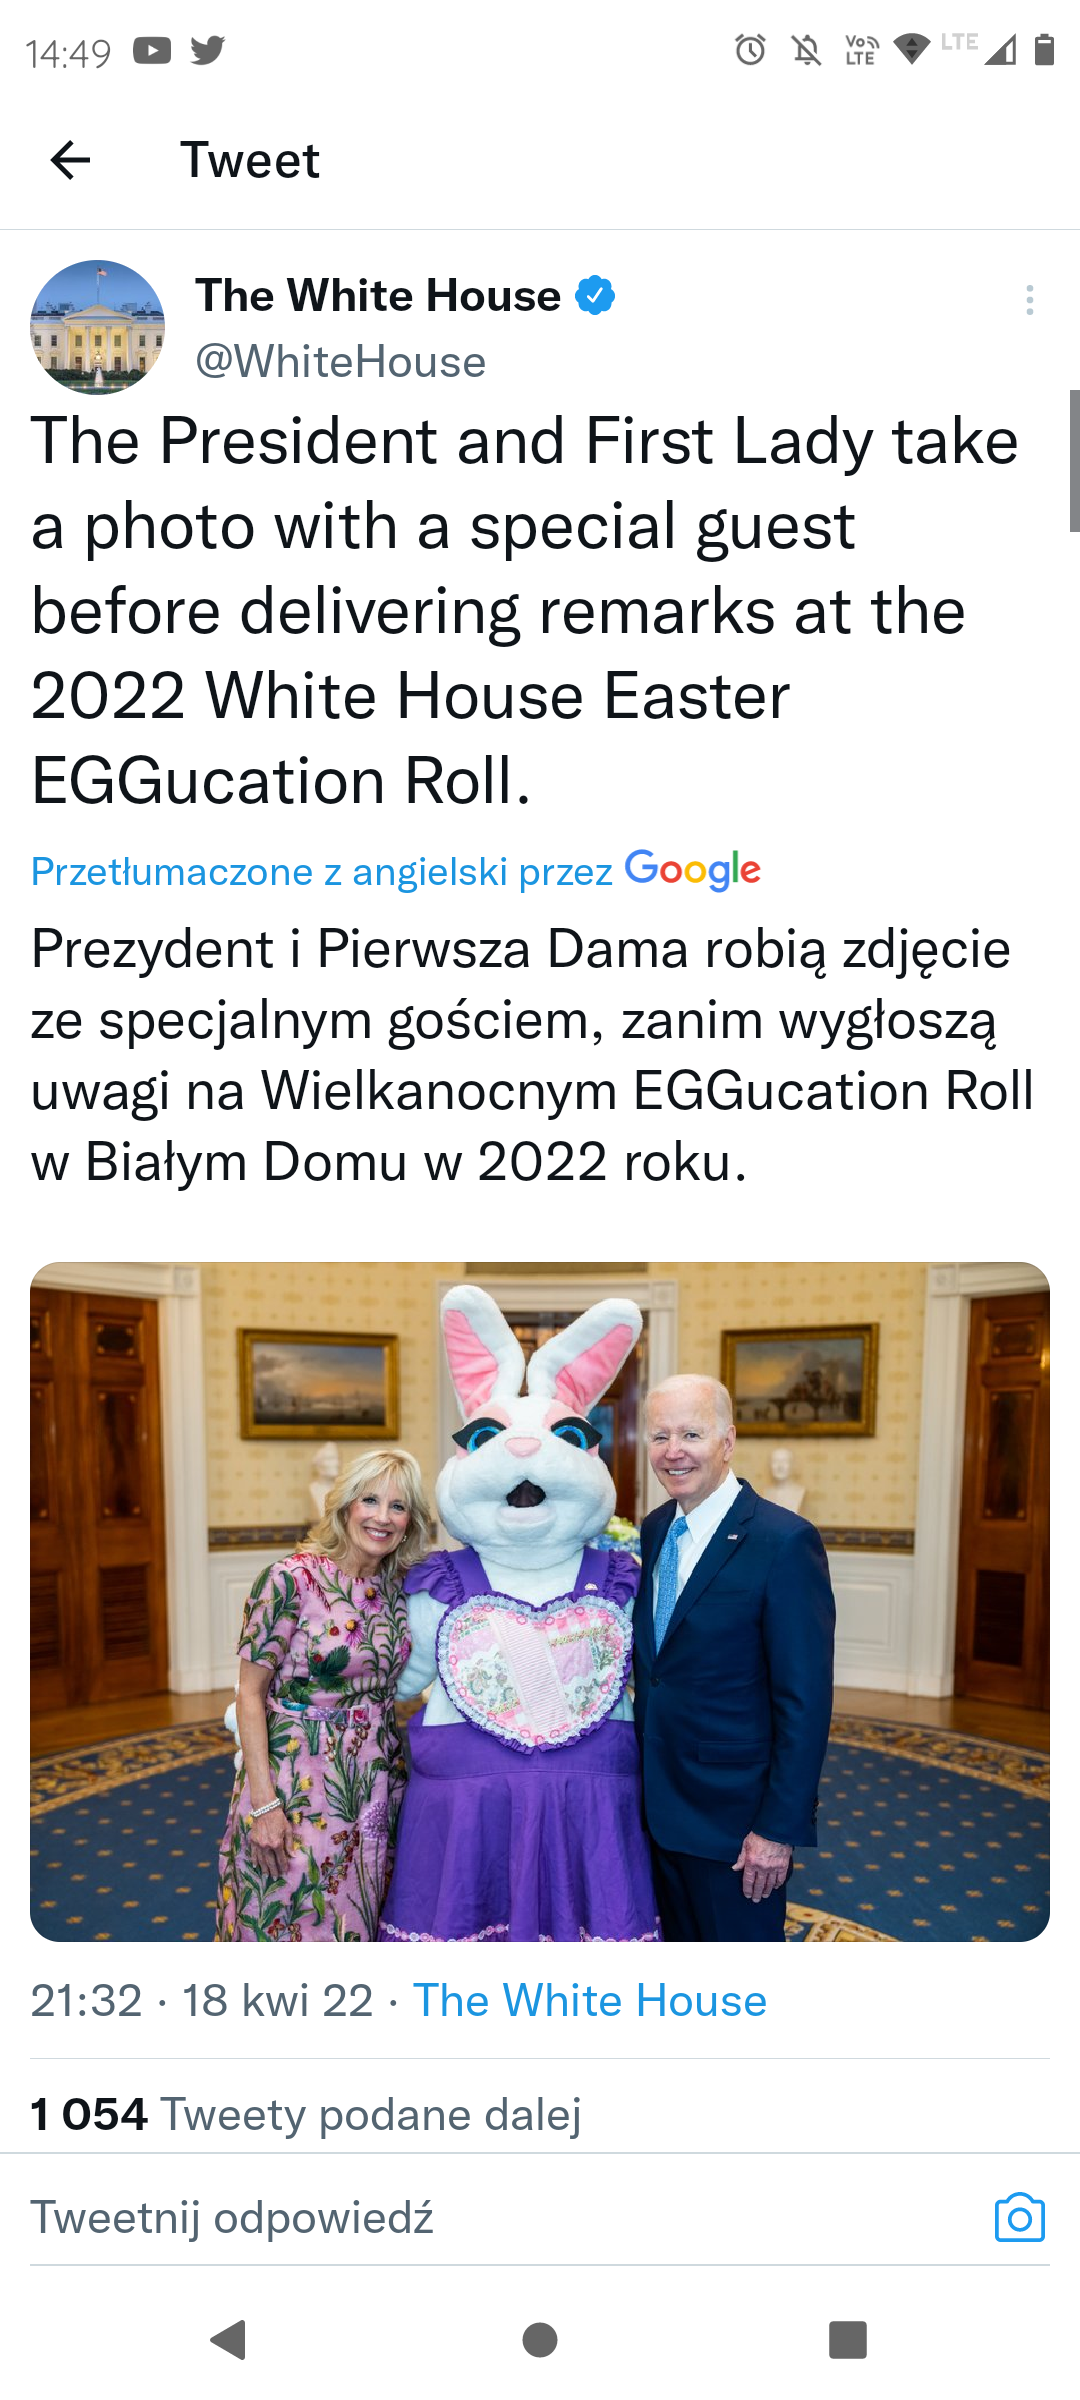 14:49
Vo LTE
LTE
Tweet
The White House
@WhiteHouse
The President and First Lady take
a photo with a special guest
before delivering remarks at the
2022 White House Easter
EGGucation Roll.
Przetłumaczone z angielski przez Google
Prezydent i Pierwsza Dama robią zdjęcie
ze specjalnym gościem, zanim wygłoszą
uwagi na Wielkanocnym EGGucation Roll
w Białym Domu w 2022 roku.
21:32 · 18 kwi 22 · The White House
1 054 Tweety podane dalej
Tweetnij odpowiedź